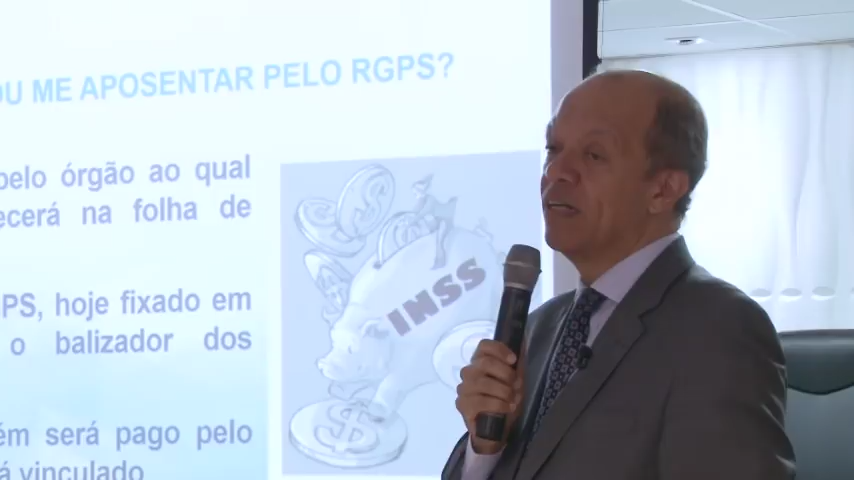 OU ME APOSENTAR PELO RGPS?
pelo órgão ao qual
ecerá na folha de
INSS
PS, hoje fixado em
o balizador dos
ém será pago pelo
á vinculado